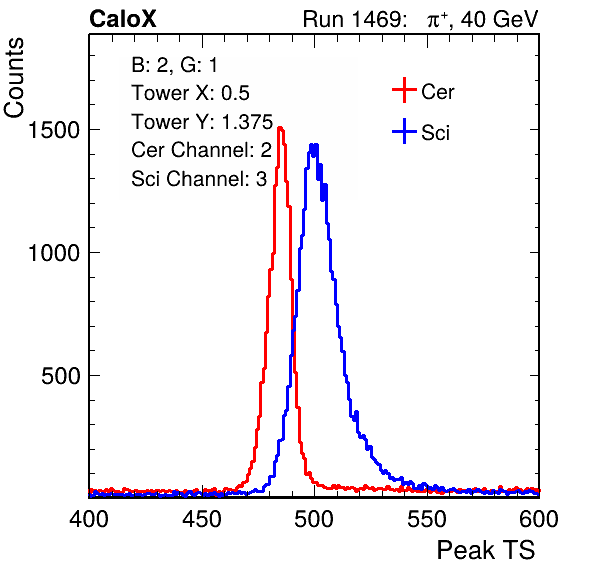 CaloX Run 1469: π⁺, 40 GeV
Counts
B: 2, G: 1
Tower X: 0.5
Tower Y: 1.375
Cer Channel: 2
Sci Channel: 3
Cer
Sci
1500
1000
500
400 450 500 550 600
Peak TS